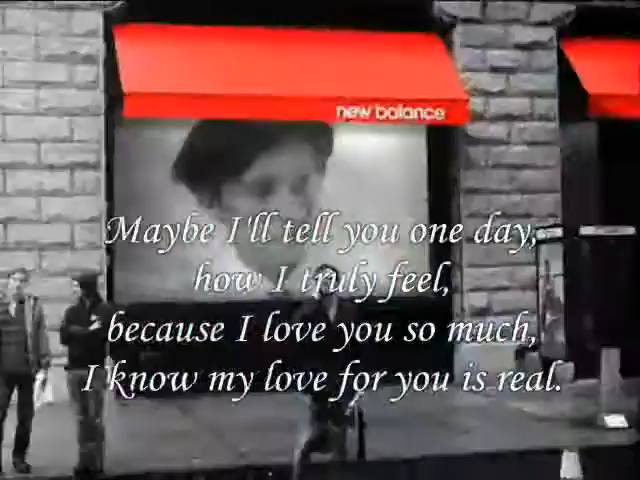 new balance
Maybe I'll tell you one day,
how I truly feel,
because I love you so much,
I know my love for you is real.